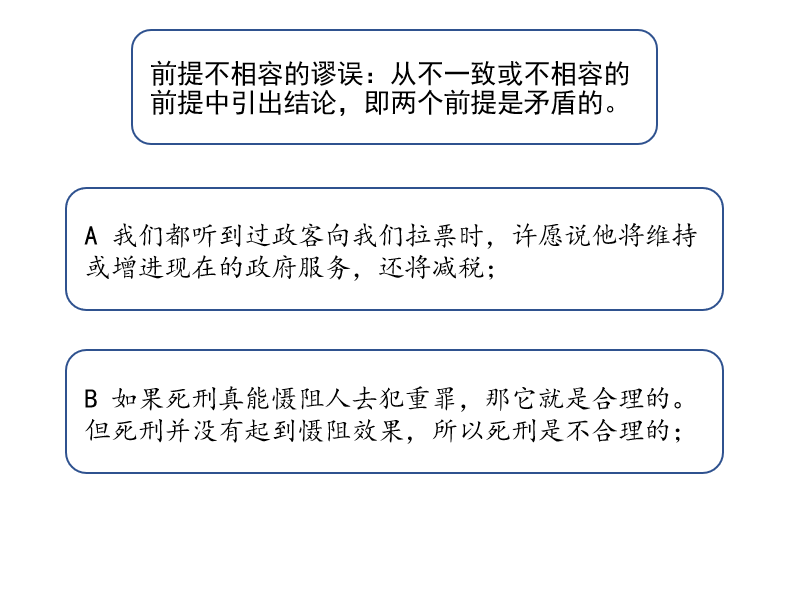 前提不相容的谬误：从不一致或不相容的
前提中引出结论，即两个前提是矛盾的。
A 我们都听到过政客向我们拉票时，许愿说他将维持
或增进现在的政府服务，还将减税；
B 如果死刑真能慑阻人去犯重罪，那它就是合理的。
但死刑并没有起到慑阻效果，所以死刑是不合理的；